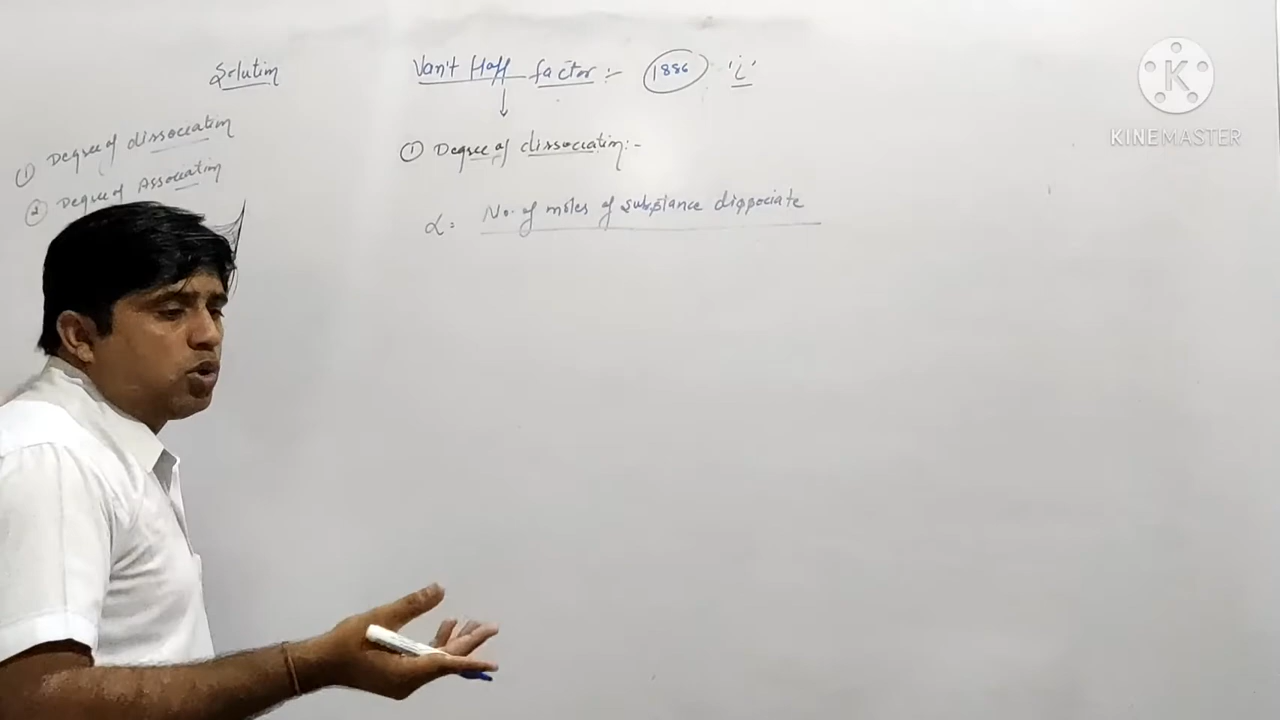 Solution
① Degree of dissociation
② Degree of Association
Van't Hoff factor :- 1886 'i'
① Degree of dissociation :-
α = No. of moles of substance dissociate
K
KINEMASTER